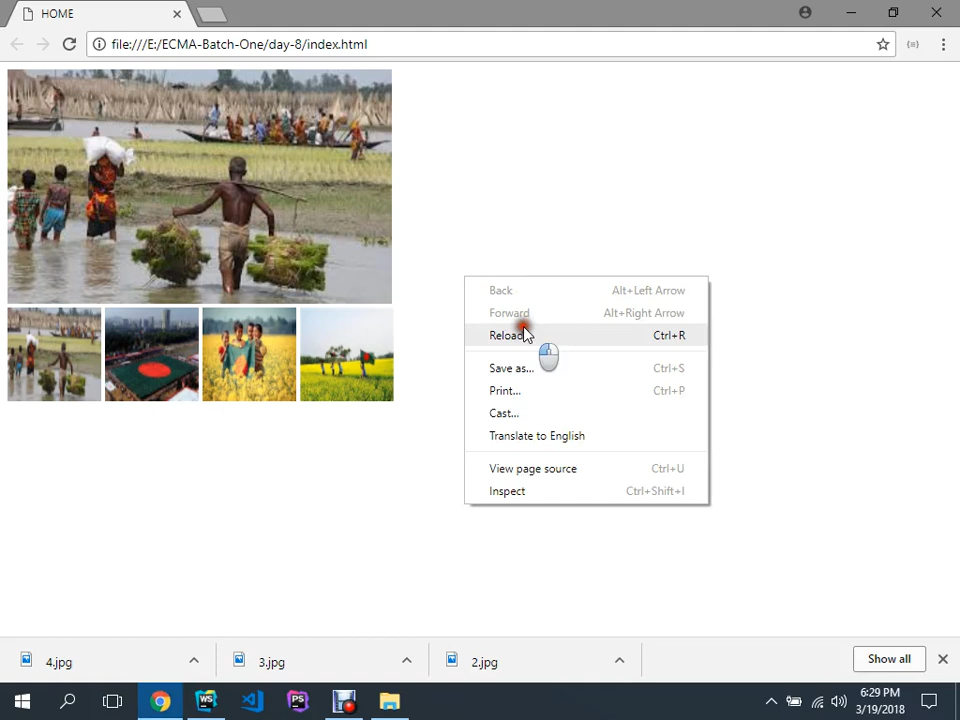 HOME
file:///E:/ECMA-Batch-One/day-8/index.html
Back Alt+Left Arrow
Forward Alt+Right Arrow
Reload Ctrl+R
Save as... Ctrl+S
Print... Ctrl+P
Cast...
Translate to English
View page source Ctrl+U
Inspect Ctrl+Shift+I
4.jpg
3.jpg
2.jpg
Show all
WS
PS
6:29 PM
3/19/2018